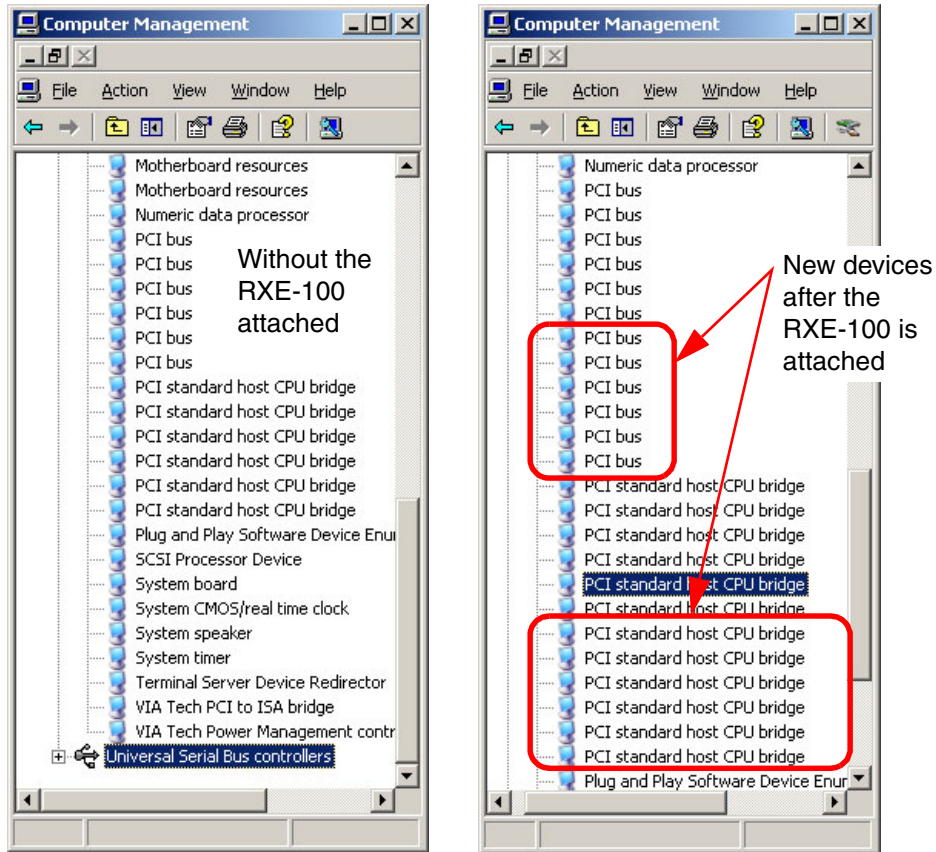 Computer Management
File Action View Window Help
Motherboard resources
Motherboard resources
Numeric data processor
PCI bus
PCI bus
PCI bus
PCI bus
PCI bus
PCI bus
PCI standard host CPU bridge
PCI standard host CPU bridge
PCI standard host CPU bridge
PCI standard host CPU bridge
PCI standard host CPU bridge
PCI standard host CPU bridge
Plug and Play Software Device Enu
SCSI Processor Device
System board
System CMOS/real time clock
System speaker
System timer
Terminal Server Device Redirector
VIA Tech PCI to ISA bridge
VIA Tech Power Management contr
Universal Serial Bus controllers
Without the
RXE-100
attached
Computer Management
File Action View Window Help
Numeric data processor
PCI bus
PCI bus
PCI bus
PCI bus
PCI bus
PCI bus
PCI bus
PCI bus
PCI bus
PCI bus
PCI bus
PCI bus
PCI standard host CPU bridge
PCI standard host CPU bridge
PCI standard host CPU bridge
PCI standard host CPU bridge
PCI standard host CPU bridge
PCI standard host CPU bridge
PCI standard host CPU bridge
PCI standard host CPU bridge
PCI standard host CPU bridge
PCI standard host CPU bridge
PCI standard host CPU bridge
PCI standard host CPU bridge
Plug and Play Software Device Enur
New devices
after the
RXE-100 is
attached